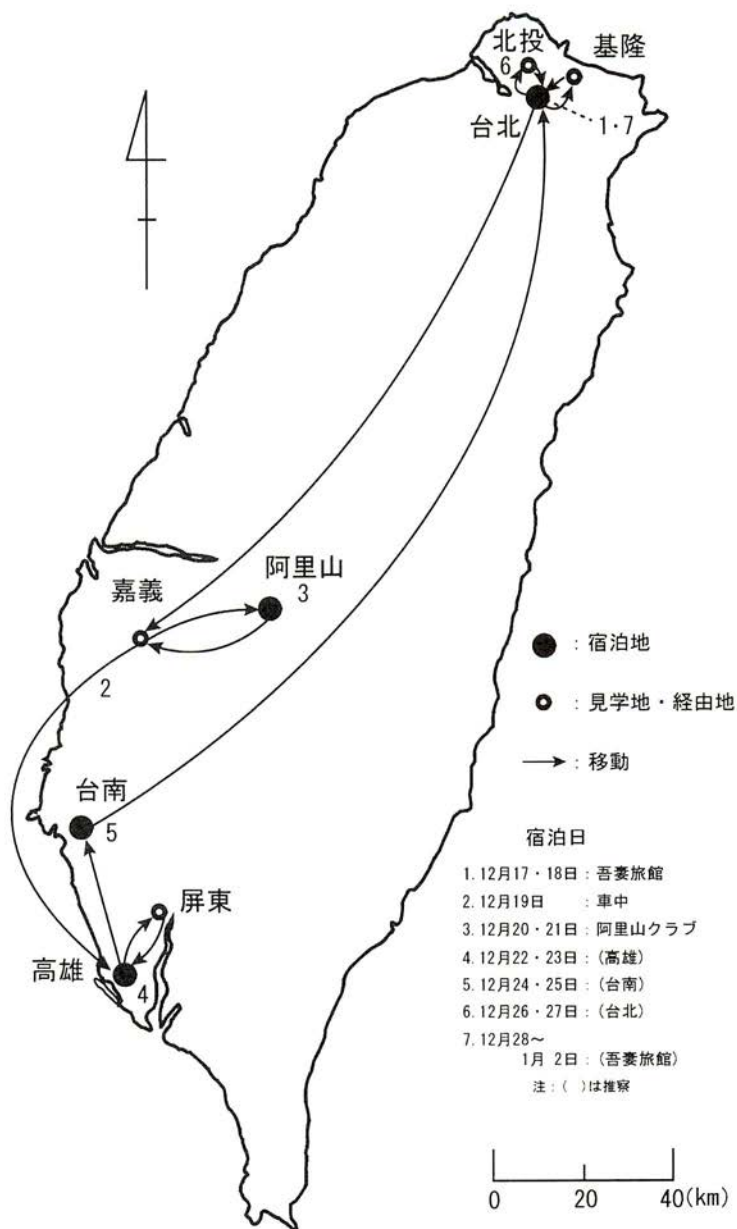 北投
基隆
6
台北
1・7
阿里山
嘉義
3
2
台南
5
屏東
高雄
4
: 宿泊地
: 見学地・経由地
: 移動
宿泊日
1. 12月17・18日 : 吾妻旅館
2. 12月19日 : 車中
3. 12月20・21日 : 阿里山クラブ
4. 12月22・23日 : (高雄)
5. 12月24・25日 : (台南)
6. 12月26・27日 : (台北)
7. 12月28～
1月 2日 : (吾妻旅館)
注 : ( )は推察
0 20 40(km)